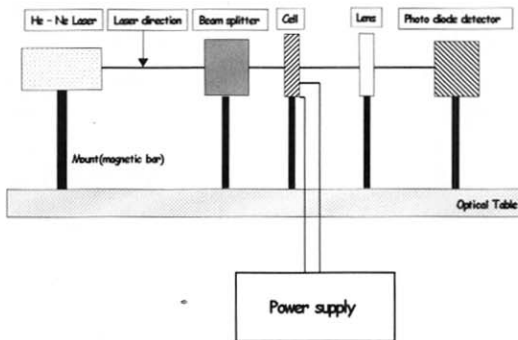 He - Ne Laser
Laser direction
Beam splitter
Cell
Lens
Photo diode detector
Mount(magnetic bar)
Optical Table
Power supply